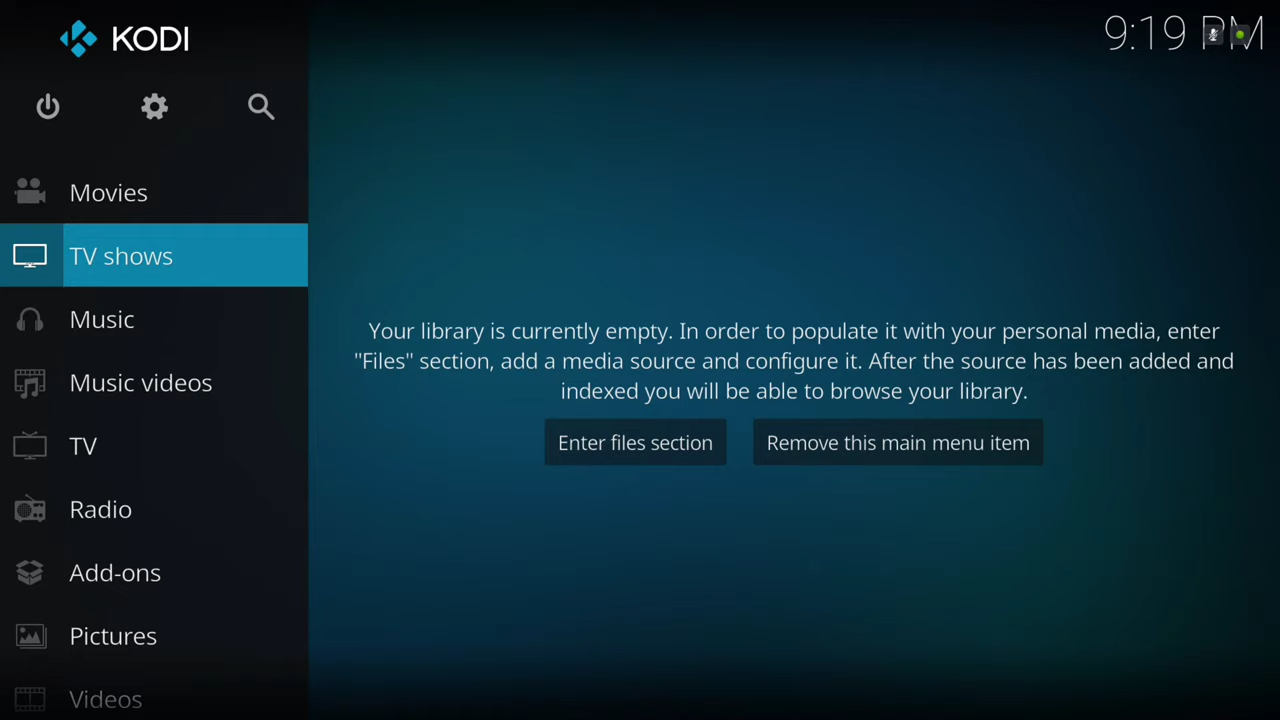 KODI
9:19 PM
Movies
TV shows
Music
Music videos
TV
Radio
Add-ons
Pictures
Videos
Your library is currently empty. In order to populate it with your personal media, enter
"Files" section, add a media source and configure it. After the source has been added and
indexed you will be able to browse your library.
Enter files section
Remove this main menu item